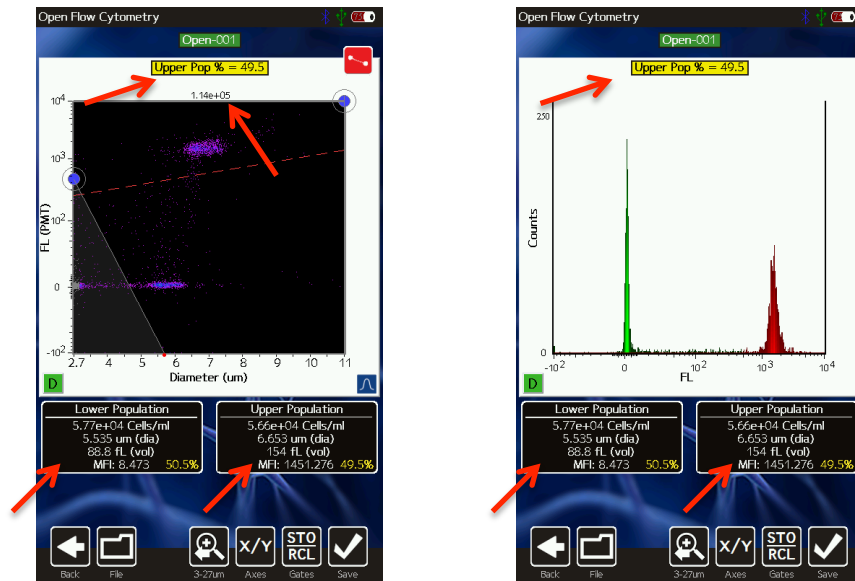 Open Flow Cytometry
Open-001
Upper Pop % = 49.5
1.14e+05
10^4
10^3
10^2
0
-10^2
FL (PMT)
2.7 4 5 6 7 8 9 10 11
Diameter (um)
D
Lower Population
5.77e+04 Cells/ml
5.535 um (dia)
88.8 fL (vol)
MFI: 8.473 50.5%
Upper Population
5.66e+04 Cells/ml
6.653 um (dia)
154 fL (vol)
MFI: 1451.276 49.5%
X/Y
STO
RCL
Back File 3-27um Axes Gates Save
Open Flow Cytometry
Open-001
Upper Pop % = 49.5
250
Counts
0
-10^2 0 10^2 10^3 10^4
FL
D
Lower Population
5.77e+04 Cells/ml
5.535 um (dia)
88.8 fL (vol)
MFI: 8.473 50.5%
Upper Population
5.66e+04 Cells/ml
6.653 um (dia)
154 fL (vol)
MFI: 1451.276 49.5%
X/Y
STO
RCL
Back File 3-27um Axes Gates Save